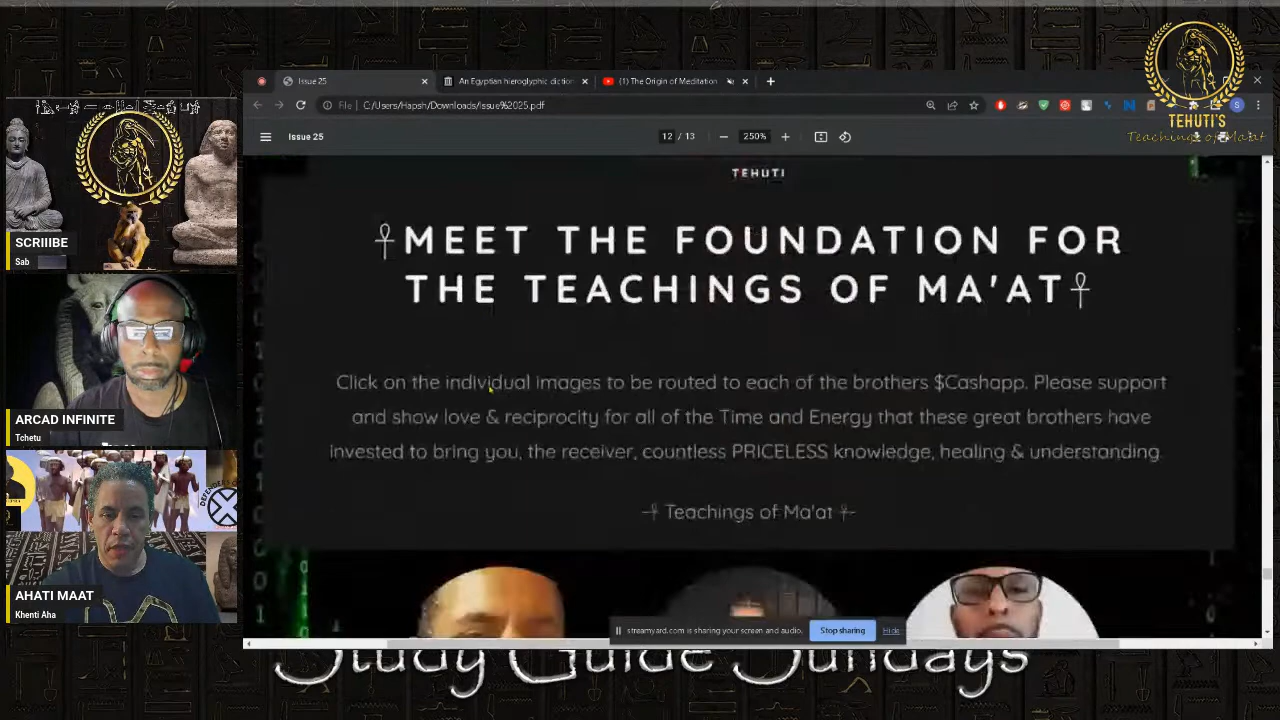 TEHUTI'S
Teachings of Ma'at
Issue 25
An Egyptian hieroglyphic diction
(1) The Origin of Meditation
File | C:/Users/Hapsh/Downloads/Issue%2025.pdf
S
Issue 25
12 / 13
250%
TEHUTI
☥MEET THE FOUNDATION FOR
THE TEACHINGS OF MA'AT☥
Click on the individual images to be routed to each of the brothers $Cashapp. Please support
and show love & reciprocity for all of the Time and Energy that these great brothers have
invested to bring you, the receiver, countless PRICELESS knowledge, healing & understanding.
Teachings of Ma'at
streamyard.com is sharing your screen and audio.
Stop sharing
Hide
SCRIIIBE
Sab
ARCAD INFINITE
Tchetu
AHATI MAAT
Khenti Aha
Study Guide Sundays